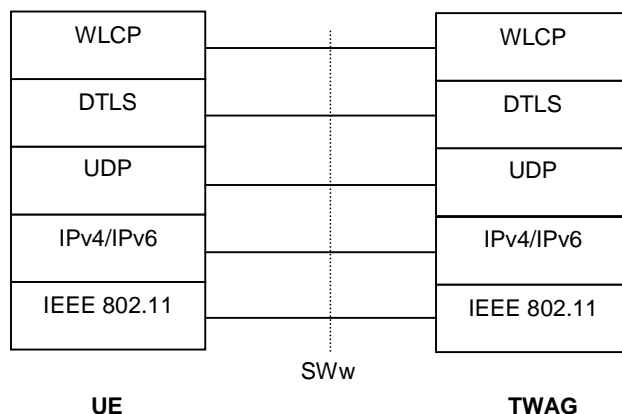 WLCP
WLCP
DTLS
DTLS
UDP
UDP
IPv4/IPv6
IPv4/IPv6
IEEE 802.11
IEEE 802.11
SWw
UE
TWAG